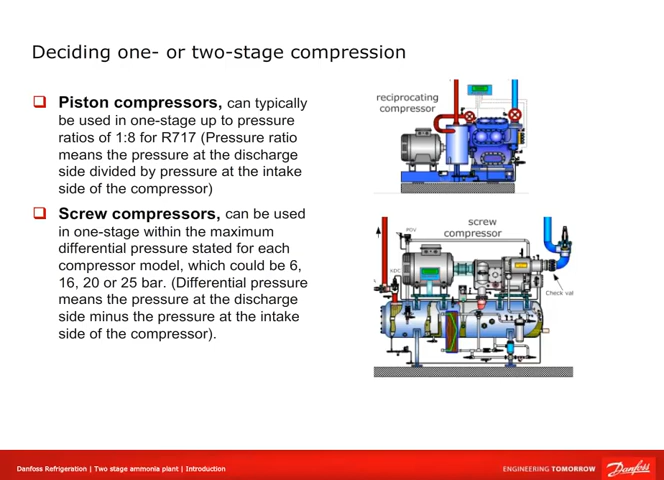 Deciding one- or two-stage compression
Piston compressors, can typically
be used in one-stage up to pressure
ratios of 1:8 for R717 (Pressure ratio
means the pressure at the discharge
side divided by pressure at the intake
side of the compressor)
Screw compressors, can be used
in one-stage within the maximum
differential pressure stated for each
compressor model, which could be 6,
16, 20 or 25 bar. (Differential pressure
means the pressure at the discharge
side minus the pressure at the intake
side of the compressor).
reciprocating
compressor
screw
compressor
POV
Check val
Danfoss Refrigeration | Two stage ammonia plant | Introduction
ENGINEERING TOMORROW
Danfoss